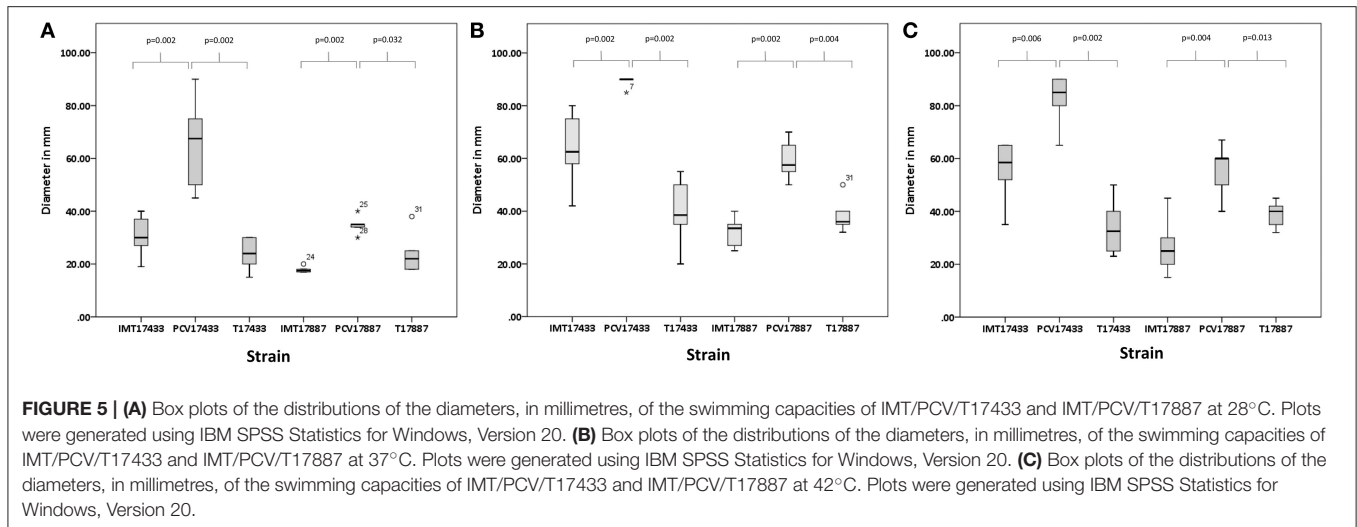 A
p=0.002 p=0.002 p=0.002 p=0.032
100.00
80.00
60.00
40.00
20.00
.00
Diameter in mm
24
25
28
31
IMT17433 PCV17433 T17433 IMT17887 PCV17887 T17887
Strain
B
p=0.002 p=0.002 p=0.002 p=0.004
100.00
80.00
60.00
40.00
20.00
.00
Diameter in mm
7
31
IMT17433 PCV17433 T17433 IMT17887 PCV17887 T17887
Strain
C
p=0.006 p=0.002 p=0.004 p=0.013
100.00
80.00
60.00
40.00
20.00
.00
Diameter in mm
IMT17433 PCV17433 T17433 IMT17887 PCV17887 T17887
Strain
FIGURE 5 | (A) Box plots of the distributions of the diameters, in millimetres, of the swimming capacities of IMT/PCV/T17433 and IMT/PCV/T17887 at 28°C. Plots
were generated using IBM SPSS Statistics for Windows, Version 20. (B) Box plots of the distributions of the diameters, in millimetres, of the swimming capacities of
IMT/PCV/T17433 and IMT/PCV/T17887 at 37°C. Plots were generated using IBM SPSS Statistics for Windows, Version 20. (C) Box plots of the distributions of the
diameters, in millimetres, of the swimming capacities of IMT/PCV/T17433 and IMT/PCV/T17887 at 42°C. Plots were generated using IBM SPSS Statistics for
Windows, Version 20.